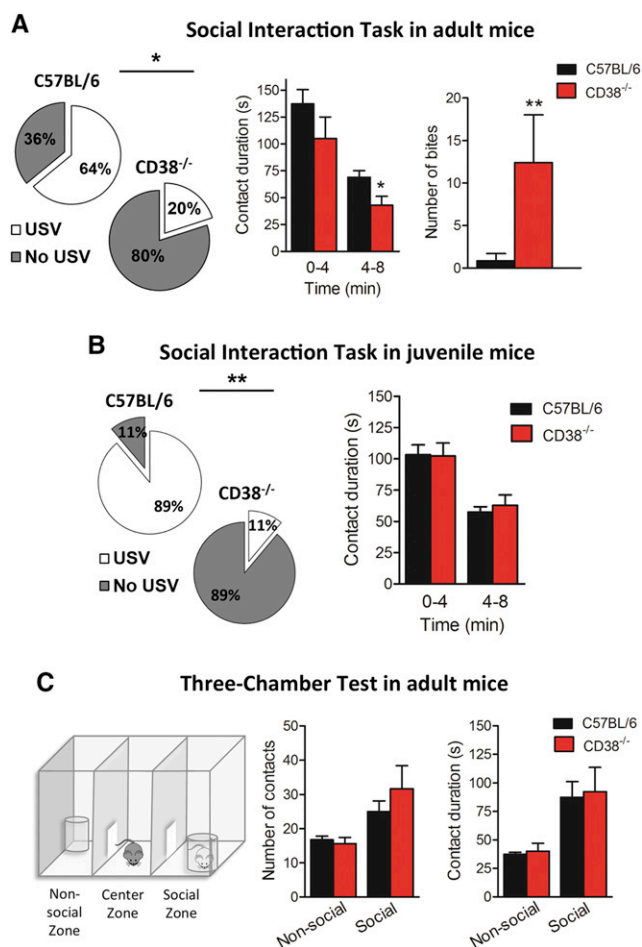 A
Social Interaction Task in adult mice
C57BL/6
*
36%
64%
CD38-/-
20%
80%
USV
No USV
Contact duration (s)
150
125
100
75
50
25
0
*
0-4 4-8
Time (min)
C57BL/6
CD38-/-
Number of bites
20
15
10
5
0
**
B
Social Interaction Task in juvenile mice
C57BL/6
**
11%
89%
CD38-/-
11%
89%
USV
No USV
Contact duration (s)
150
125
100
75
50
25
0
0-4 4-8
Time (min)
C57BL/6
CD38-/-
C
Three-Chamber Test in adult mice
Non-
social
Zone
Center
Zone
Social
Zone
Number of contacts
50
40
30
20
10
0
Non-social Social
Contact duration (s)
150
125
100
75
50
25
0
Non-social Social
C57BL/6
CD38-/-